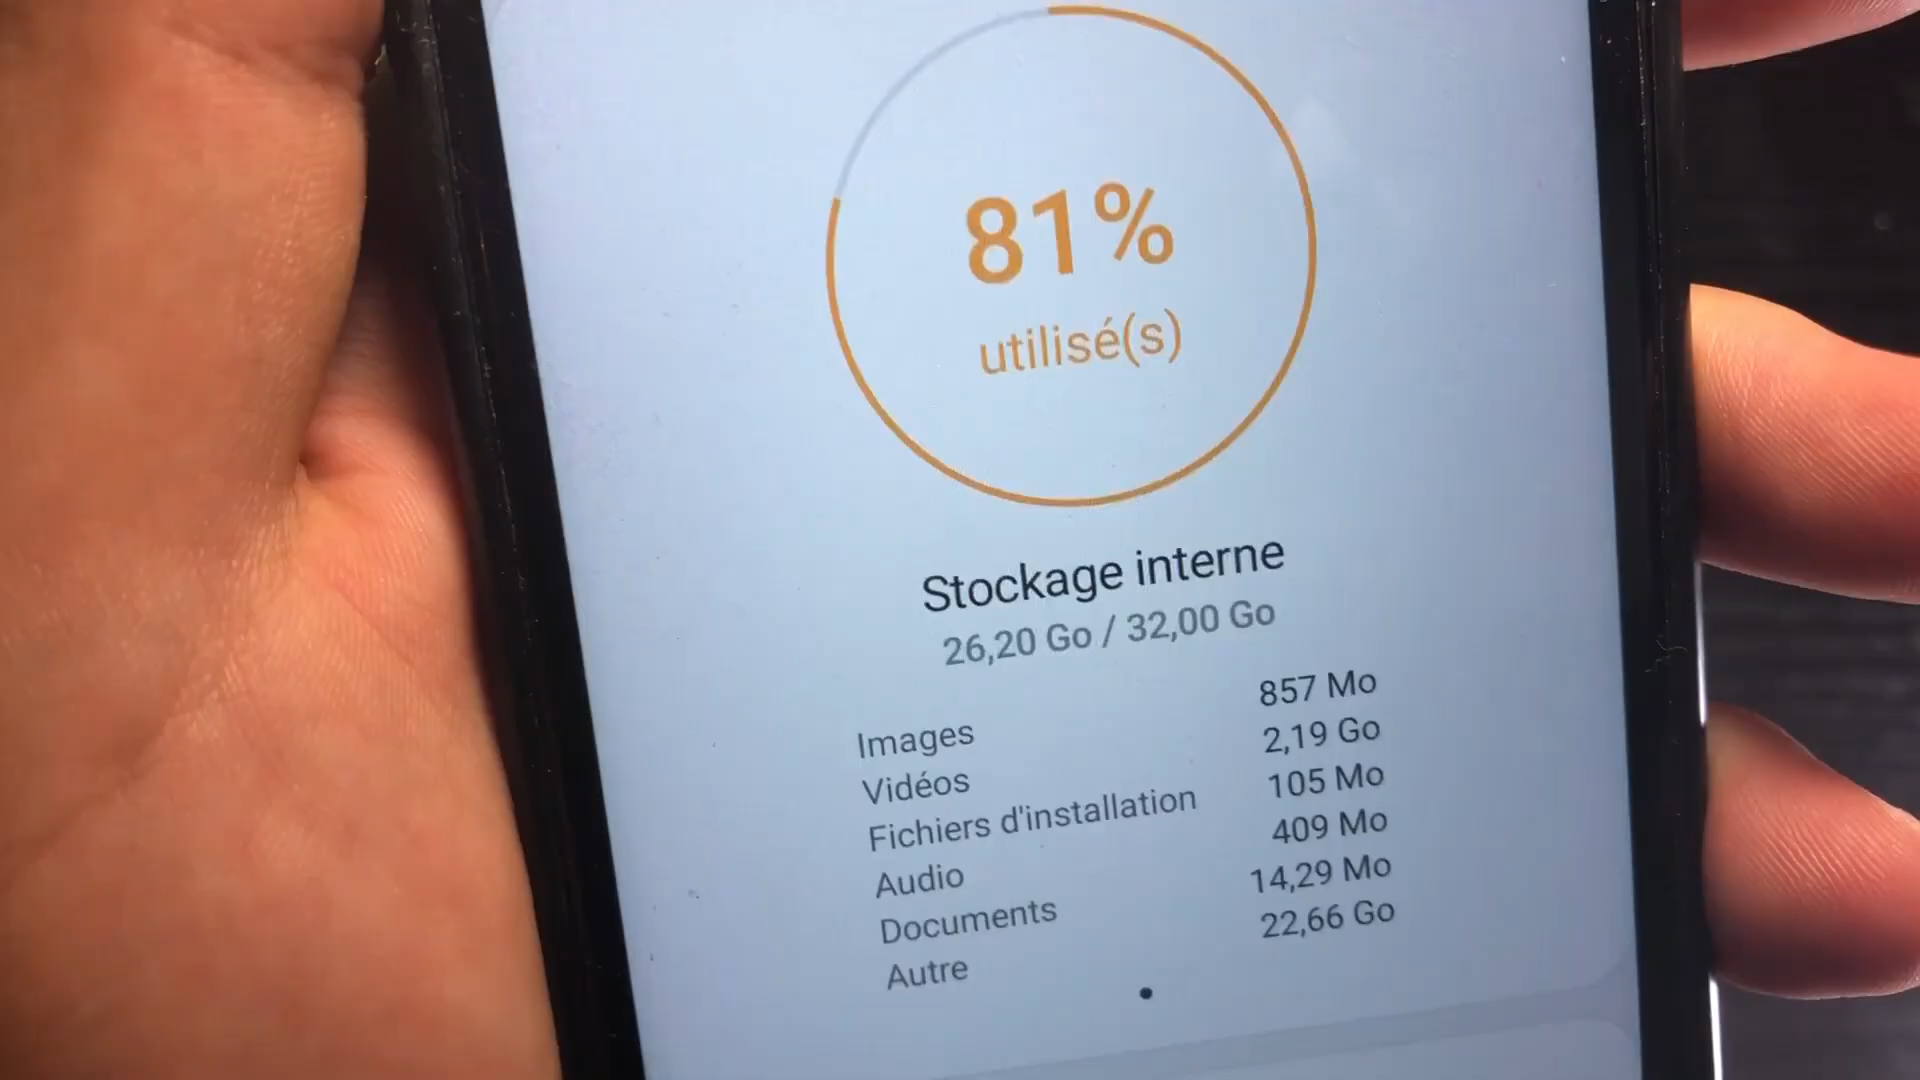 81%
utilisé(s)
Stockage interne
26,20 Go / 32,00 Go
Images 857 Mo
Vidéos 2,19 Go
Fichiers d'installation 105 Mo
Audio 409 Mo
Documents 14,29 Mo
Autre 22,66 Go